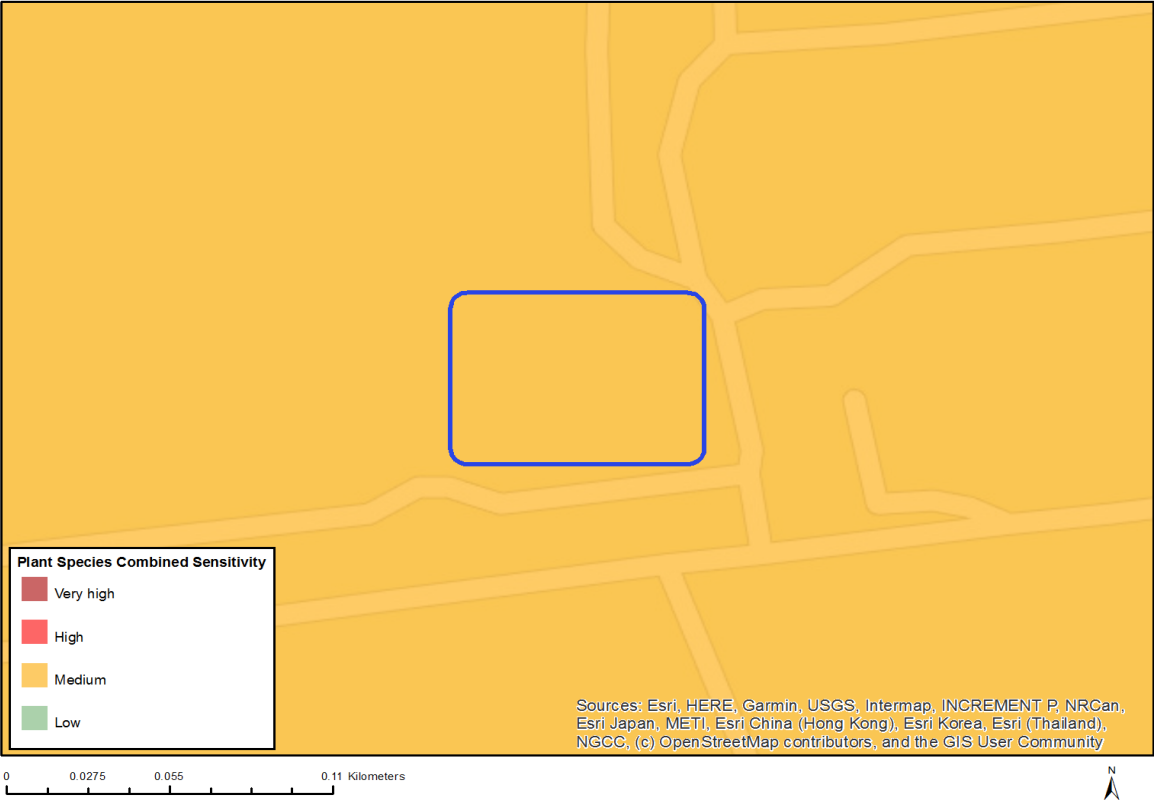 Plant Species Combined Sensitivity
Very high
High
Medium
Low
Sources: Esri, HERE, Garmin, USGS, Intermap, INCREMENT P, NRCan,
Esri Japan, METI, Esri China (Hong Kong), Esri Korea, Esri (Thailand),
NGCC, (c) OpenStreetMap contributors, and the GIS User Community
0 0.0275 0.055 0.11 Kilometers
N